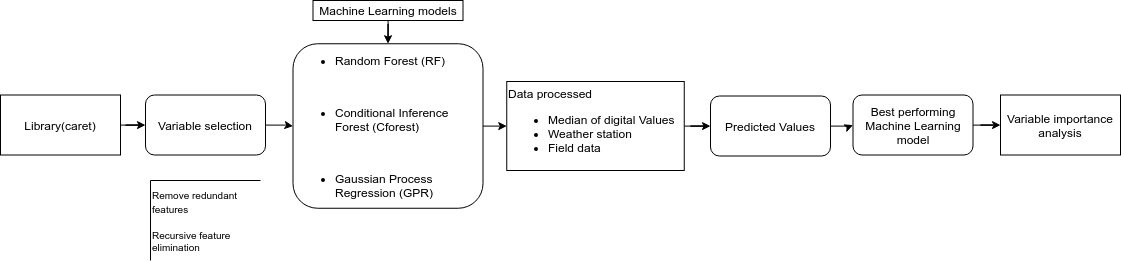 Machine Learning models
Library(caret)
Variable selection
Remove redundant
features
Recursive feature
elimination
Random Forest (RF)
Conditional Inference
Forest (Cforest)
Gaussian Process
Regression (GPR)
Data processed
Median of digital Values
Weather station
Field data
Predicted Values
Best performing
Machine Learning
model
Variable importance
analysis